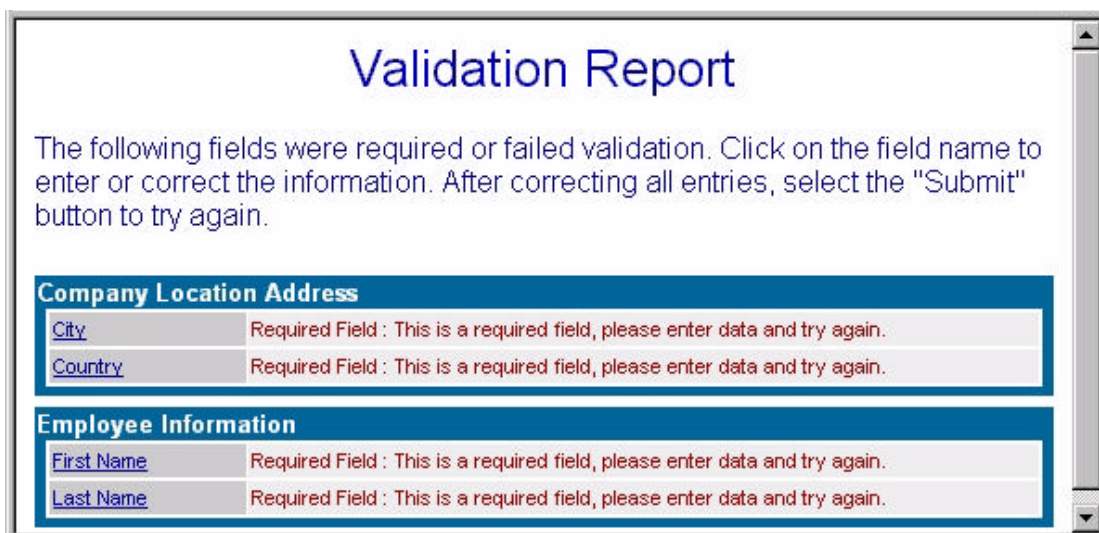 Validation Report
The following fields were required or failed validation. Click on the field name to
enter or correct the information. After correcting all entries, select the "Submit"
button to try again.
Company Location Address
City Required Field : This is a required field, please enter data and try again.
Country Required Field : This is a required field, please enter data and try again.
Employee Information
First Name Required Field : This is a required field, please enter data and try again.
Last Name Required Field : This is a required field, please enter data and try again.